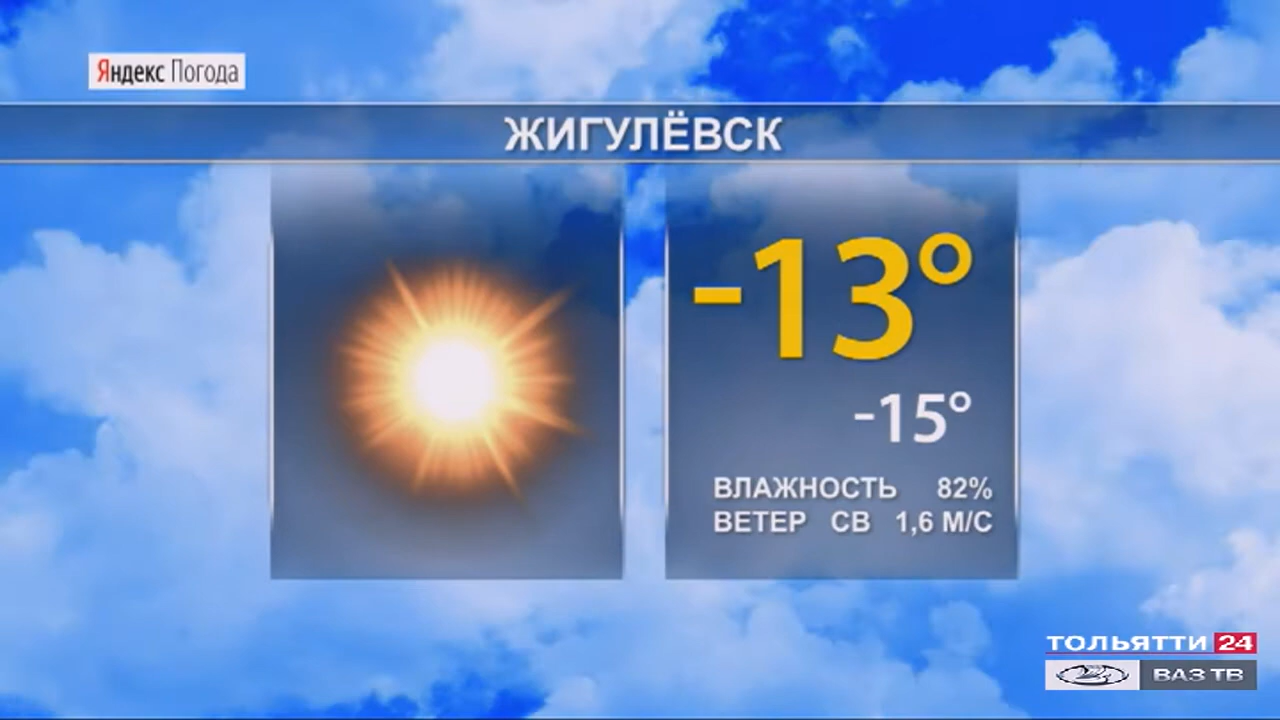 Яндекс Погода
ЖИГУЛЁВСК
-13°
-15°
ВЛАЖНОСТЬ 82%
ВЕТЕР СВ 1,6 М/С
ТОЛЬЯТТИ 24
ВАЗ ТВ